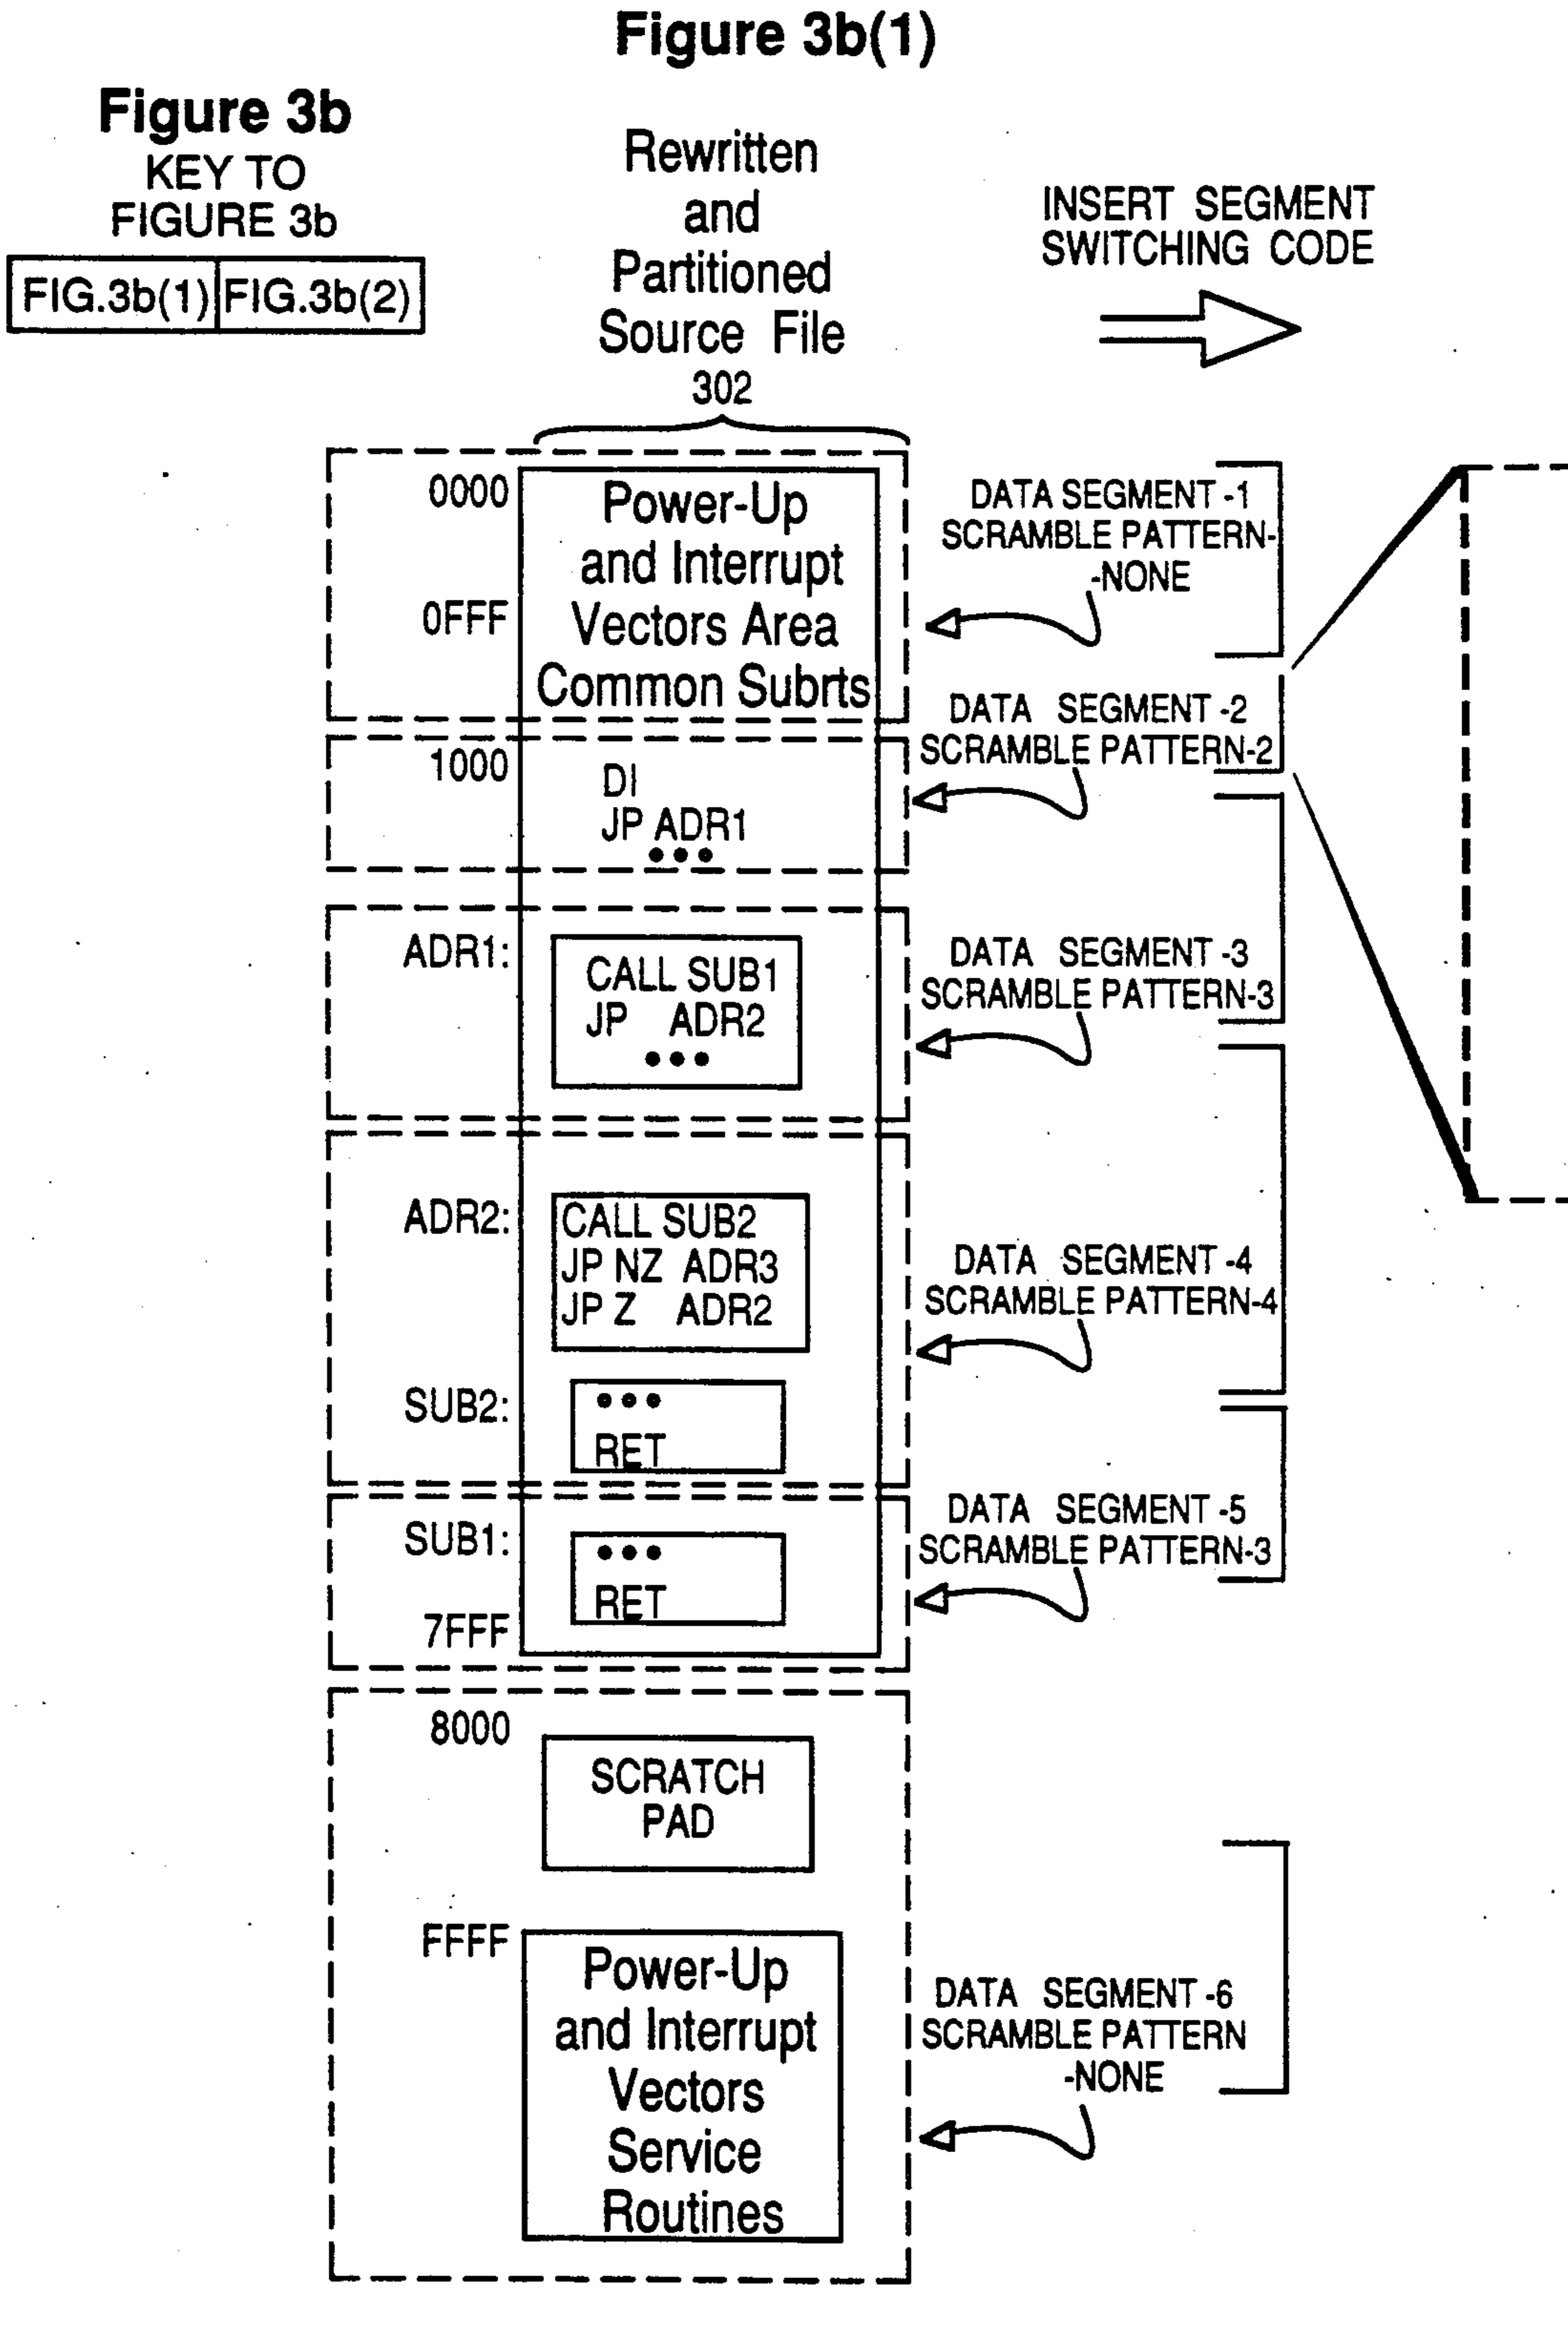 Figure 3b(1)
Figure 3b
KEY TO
FIGURE 3b
FIG.3b(1) FIG.3b(2)
Rewritten
and
Partitioned
Source File
302
INSERT SEGMENT
SWITCHING CODE
0000
Power-Up
and Interrupt
0FFF
Vectors Area
Common Subrts
DATA SEGMENT -1
SCRAMBLE PATTERN-
-NONE
1000
DI
JP ADR1
•••
DATA SEGMENT -2
SCRAMBLE PATTERN-2
ADR1:
CALL SUB1
JP ADR2
•••
DATA SEGMENT -3
SCRAMBLE PATTERN-3
ADR2:
CALL SUB2
JP NZ ADR3
JP Z ADR2
DATA SEGMENT -4
SCRAMBLE PATTERN-4
SUB2:
•••
RET
SUB1:
•••
RET
7FFF
DATA SEGMENT -5
SCRAMBLE PATTERN-3
8000
SCRATCH
PAD
FFFF
Power-Up
and Interrupt
Vectors
Service
Routines
DATA SEGMENT -6
SCRAMBLE PATTERN
-NONE